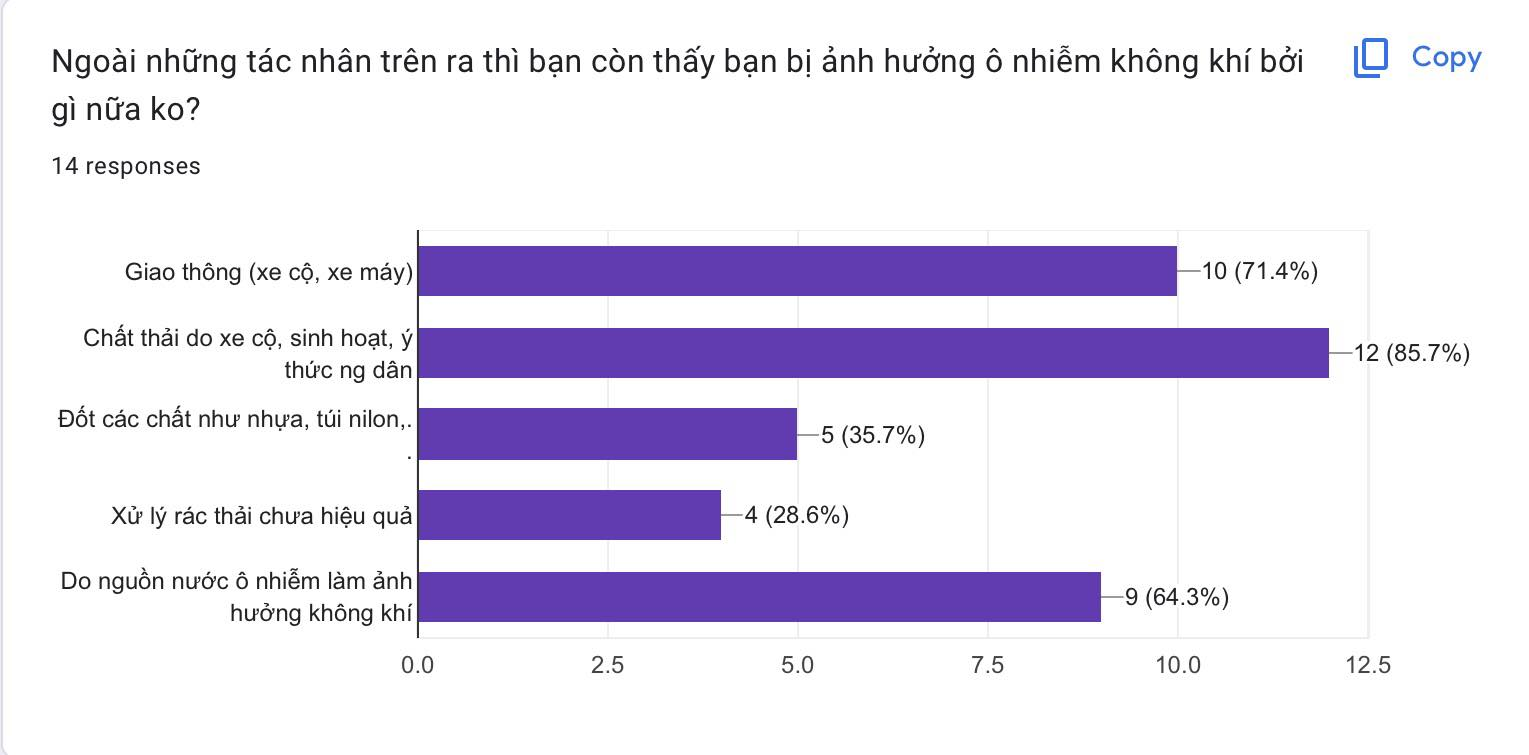 Ngoài những tác nhân trên ra thì bạn còn thấy bạn bị ảnh hưởng ô nhiễm không khí bởi
gì nữa ko?
Copy
14 responses
Giao thông (xe cộ, xe máy)
10 (71.4%)
Chất thải do xe cộ, sinh hoạt, ý
thức ng dân
12 (85.7%)
Đốt các chất như nhựa, túi nilon,.
.
5 (35.7%)
Xử lý rác thải chưa hiệu quả
4 (28.6%)
Do nguồn nước ô nhiễm làm ảnh
hưởng không khí
9 (64.3%)
0.0 2.5 5.0 7.5 10.0 12.5